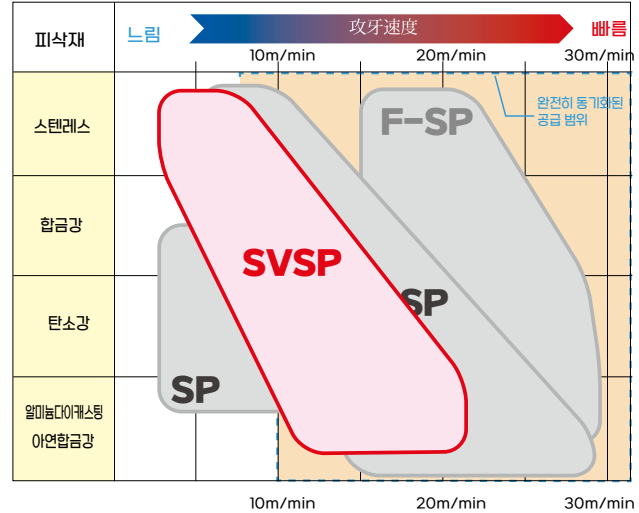 피삭재
느림
攻牙速度
빠름
10m/min
20m/min
30m/min
완전히 동기화된
공급 범위
스텐레스
F-SP
합금강
SVSP
SP
탄소강
SP
알미늄다이캐스팅
아연합금강
10m/min
20m/min
30m/min